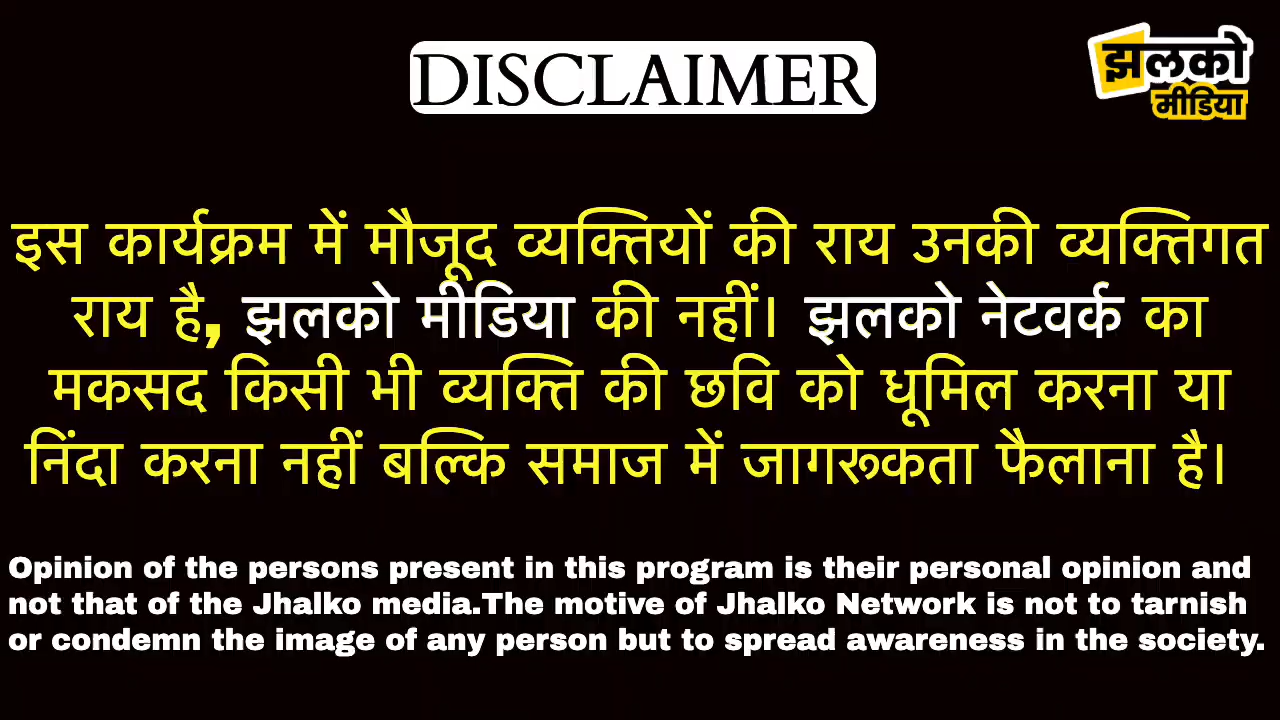 DISCLAIMER
झलको
मीडिया
इस कार्यक्रम में मौजूद व्यक्तियों की राय उनकी व्यक्तिगत
राय है, झलको मीडिया की नहीं। झलको नेटवर्क का
मकसद किसी भी व्यक्ति की छवि को धूमिल करना या
निंदा करना नहीं बल्कि समाज में जागरूकता फैलाना है।
Opinion of the persons present in this program is their personal opinion and
not that of the Jhalko media.The motive of Jhalko Network is not to tarnish
or condemn the image of any person but to spread awareness in the society.